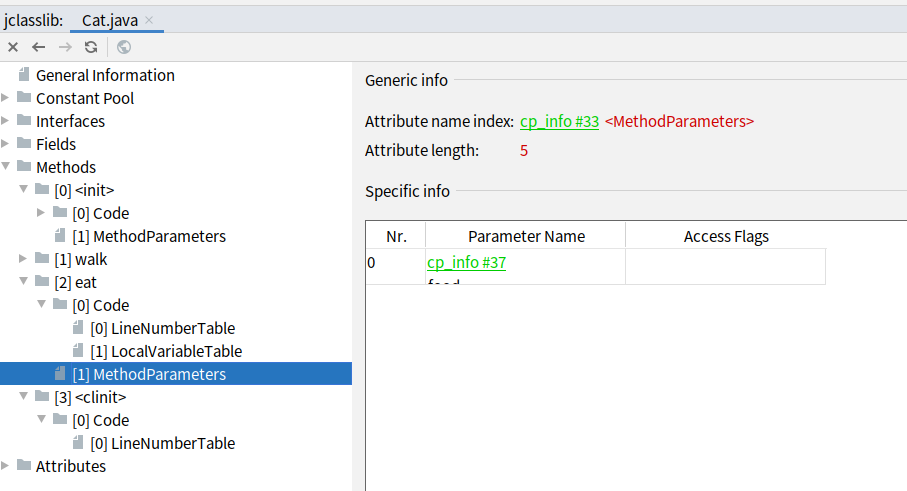 jclasslib: Cat.java
General Information
Constant Pool
Interfaces
Fields
Methods
[0] <init>
[0] Code
[1] MethodParameters
[1] walk
[2] eat
[0] Code
[0] LineNumberTable
[1] LocalVariableTable
[1] MethodParameters
[3] <clinit>
[0] Code
[0] LineNumberTable
Attributes
Generic info
Attribute name index: cp_info #33 <MethodParameters>
Attribute length: 5
Specific info
Nr. Parameter Name Access Flags
0 cp_info #37
food